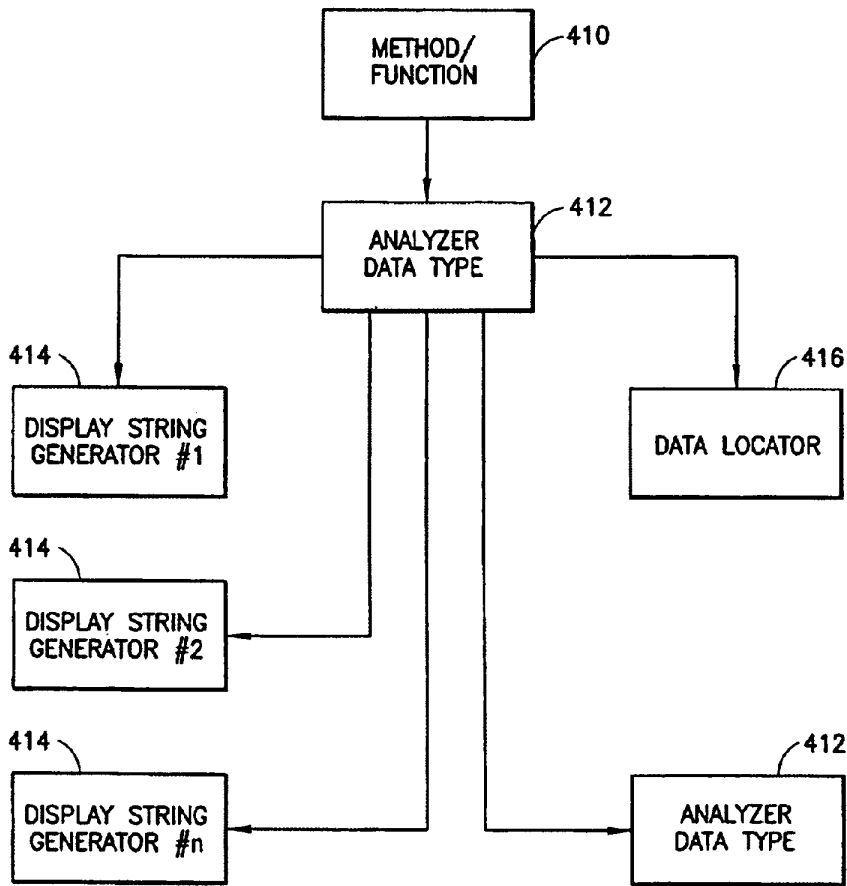 METHOD/
FUNCTION
410
ANALYZER
DATA TYPE
412
414
DISPLAY STRING
GENERATOR #1
416
DATA LOCATOR
414
DISPLAY STRING
GENERATOR #2
414
DISPLAY STRING
GENERATOR #n
412
ANALYZER
DATA TYPE